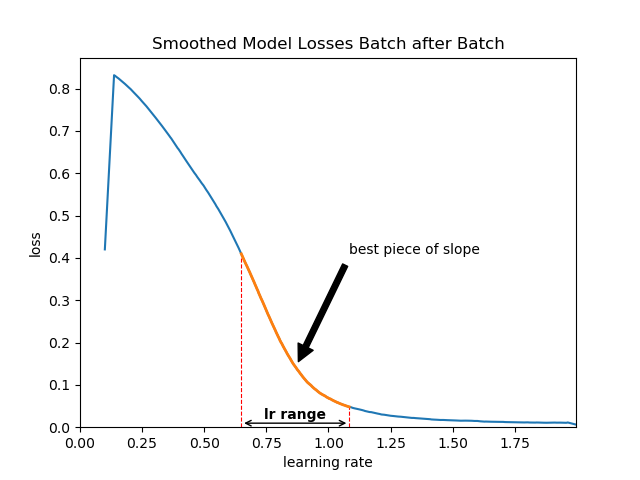 Smoothed Model Losses Batch after Batch
0.8
0.7
0.6
0.5
0.4
0.3
0.2
0.1
0.0
loss
best piece of slope
lr range
0.00 0.25 0.50 0.75 1.00 1.25 1.50 1.75
learning rate